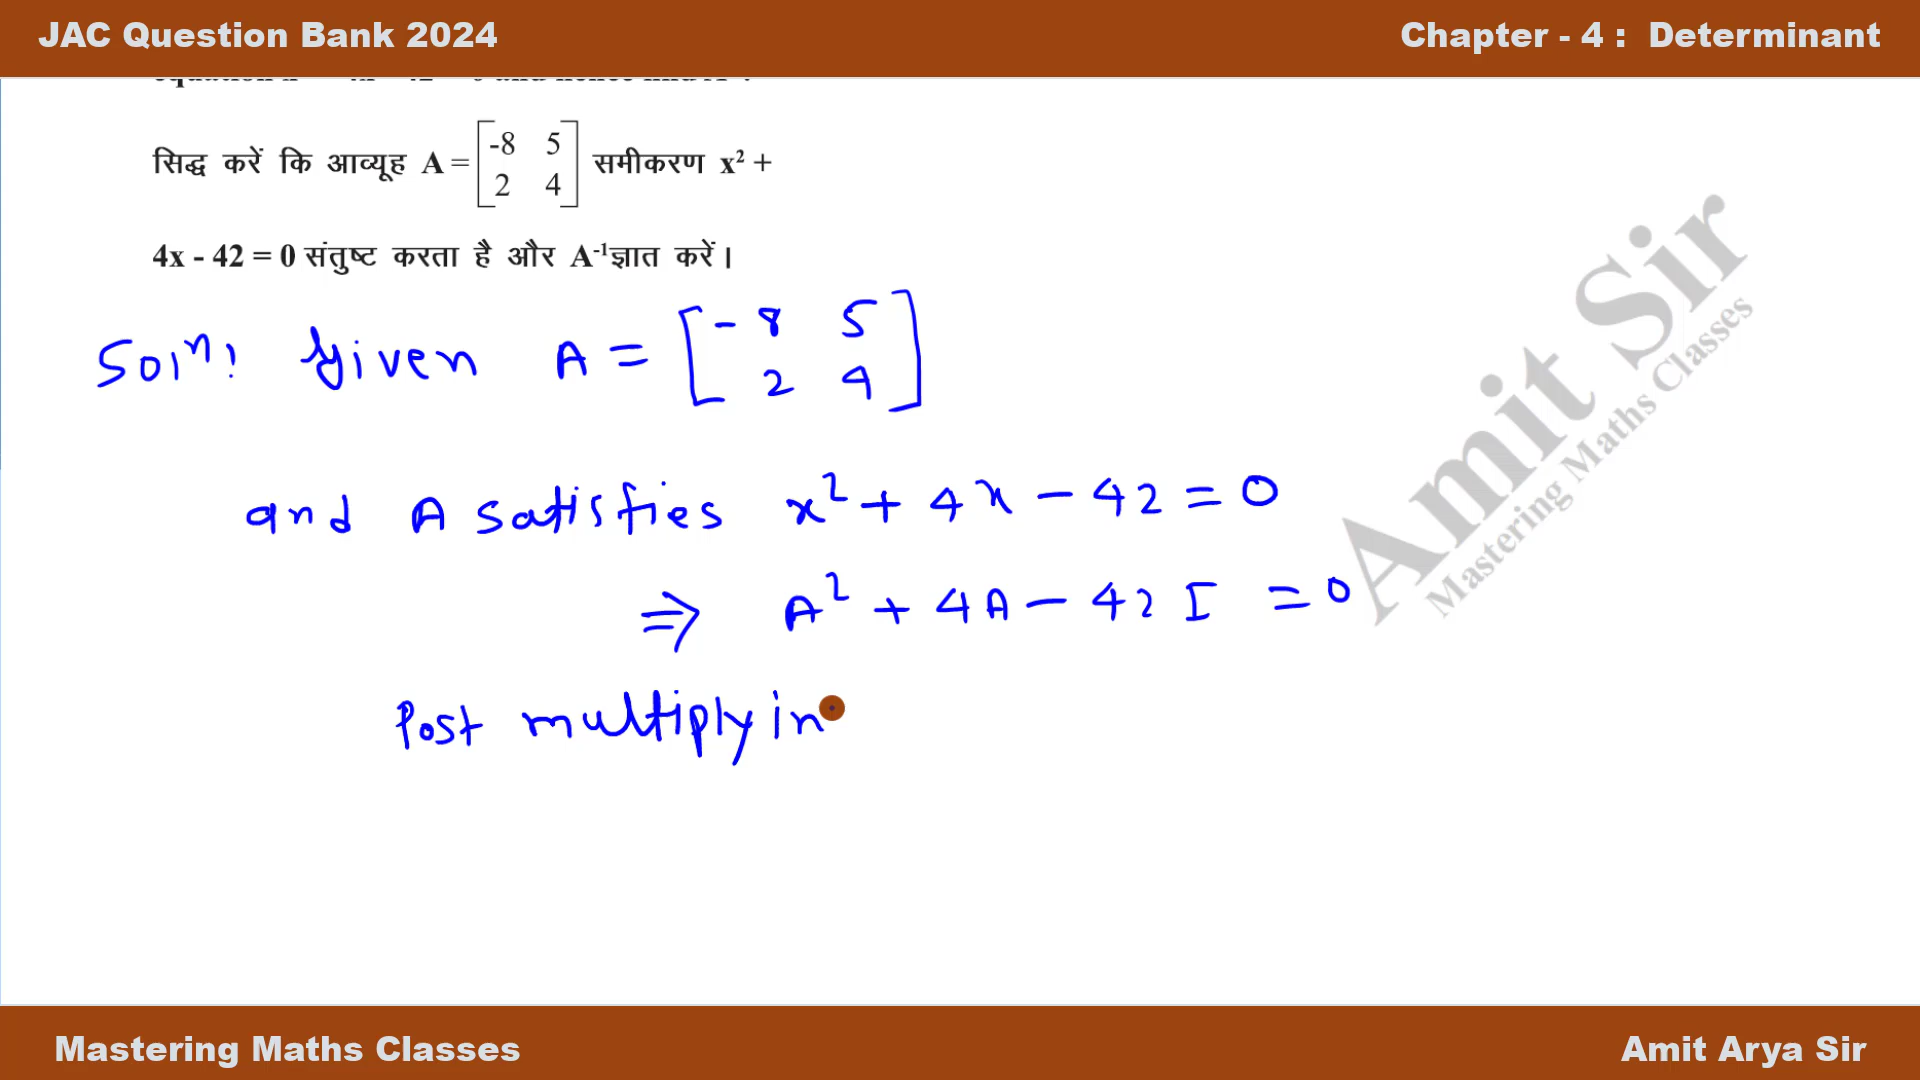 JAC Question Bank 2024
Chapter - 4 : Determinant
सिद्ध करें कि आव्यूह A = [-8 5; 2 4] समीकरण x² +
4x - 42 = 0 संतुष्ट करता है और A⁻¹ज्ञात करें।
Solⁿ: Given A = [-8 5; 2 4]
and A satisfies x² + 4x - 42 = 0
⇒ A² + 4A - 42 I = 0
Post multiplyin
Amit Sir
Mastering Maths Classes
Mastering Maths Classes
Amit Arya Sir